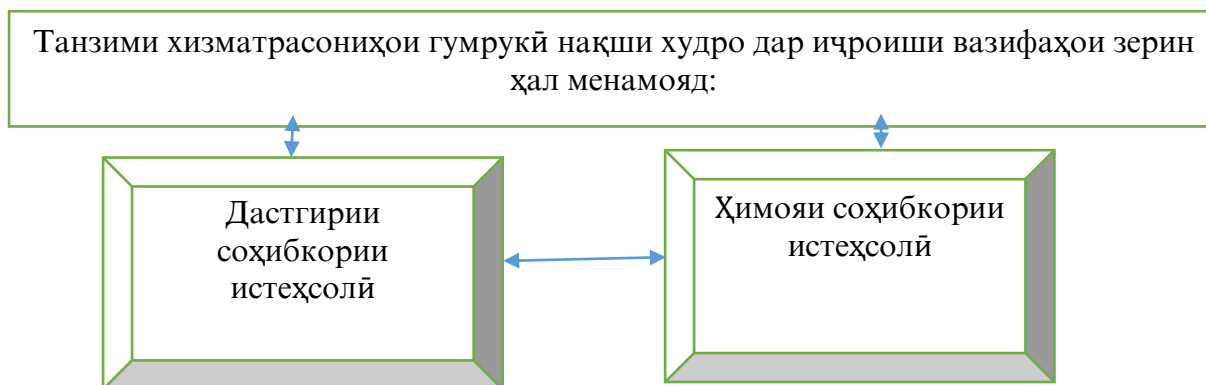 Танзими хизматрасониҳои гумрукӣ нақши худро дар иҷроиши вазифаҳои зерин
ҳал менамояд:
Дастгирии
соҳибкории
истеҳсолӣ
Ҳимояи соҳибкории
истеҳсолӣ